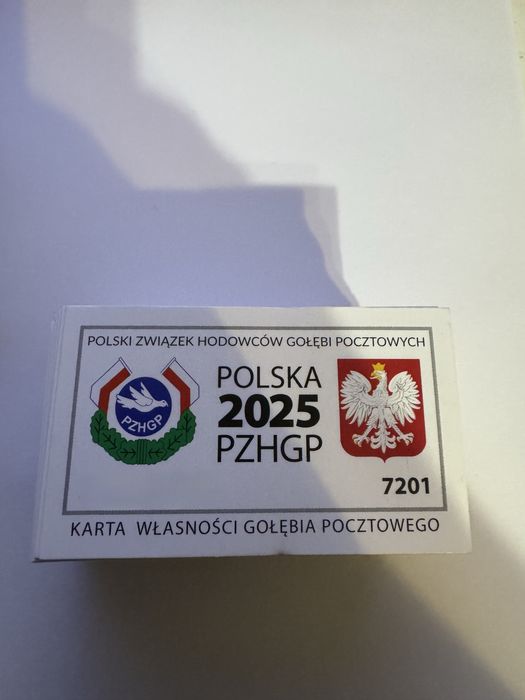 POLSKI ZWIĄZEK HODOWCÓW GOŁĘBI POCZTOWYCH
PZHGP
POLSKA
2025
PZHGP
7201
KARTA WŁASNOŚCI GOŁĘBIA POCZTOWEGO